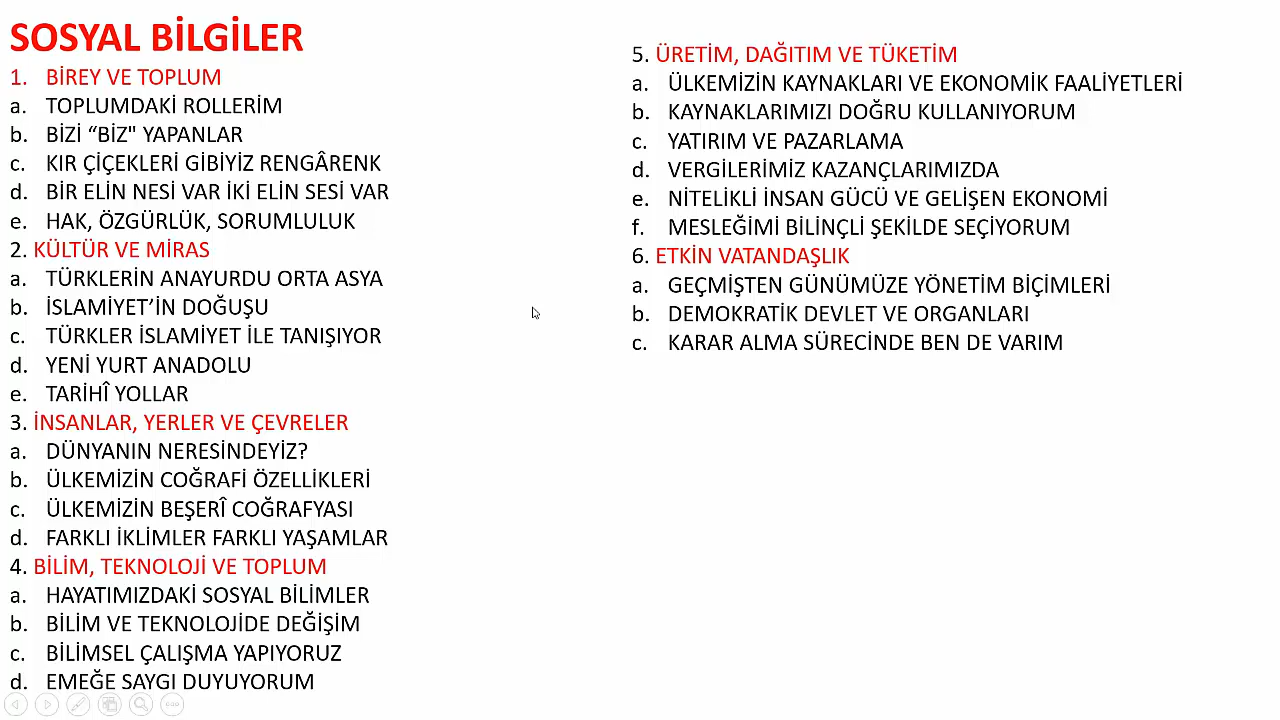 SOSYAL BİLGİLER
1. BİREY VE TOPLUM
a. TOPLUMDAKİ ROLLERİM
b. BİZİ “BİZ" YAPANLAR
c. KIR ÇİÇEKLERİ GİBİYİZ RENGÂRENK
d. BİR ELİN NESİ VAR İKİ ELİN SESİ VAR
e. HAK, ÖZGÜRLÜK, SORUMLULUK
2. KÜLTÜR VE MİRAS
a. TÜRKLERİN ANAYURDU ORTA ASYA
b. İSLAMİYET’İN DOĞUŞU
c. TÜRKLER İSLAMİYET İLE TANIŞIYOR
d. YENİ YURT ANADOLU
e. TARİHÎ YOLLAR
3. İNSANLAR, YERLER VE ÇEVRELER
a. DÜNYANIN NERESİNDEYİZ?
b. ÜLKEMİZİN COĞRAFİ ÖZELLİKLERİ
c. ÜLKEMİZİN BEŞERÎ COĞRAFYASI
d. FARKLI İKLİMLER FARKLI YAŞAMLAR
4. BİLİM, TEKNOLOJİ VE TOPLUM
a. HAYATIMIZDAKİ SOSYAL BİLİMLER
b. BİLİM VE TEKNOLOJİDE DEĞİŞİM
c. BİLİMSEL ÇALIŞMA YAPIYORUZ
d. EMEĞE SAYGI DUYUYORUM
5. ÜRETİM, DAĞITIM VE TÜKETİM
a. ÜLKEMİZİN KAYNAKLARI VE EKONOMİK FAALİYETLERİ
b. KAYNAKLARIMIZI DOĞRU KULLANIYORUM
c. YATIRIM VE PAZARLAMA
d. VERGİLERİMİZ KAZANÇLARIMIZDA
e. NİTELİKLİ İNSAN GÜCÜ VE GELİŞEN EKONOMİ
f. MESLEĞİMİ BİLİNÇLİ ŞEKİLDE SEÇİYORUM
6. ETKİN VATANDAŞLIK
a. GEÇMİŞTEN GÜNÜMÜZE YÖNETİM BİÇİMLERİ
b. DEMOKRATİK DEVLET VE ORGANLARI
c. KARAR ALMA SÜRECİNDE BEN DE VARIM